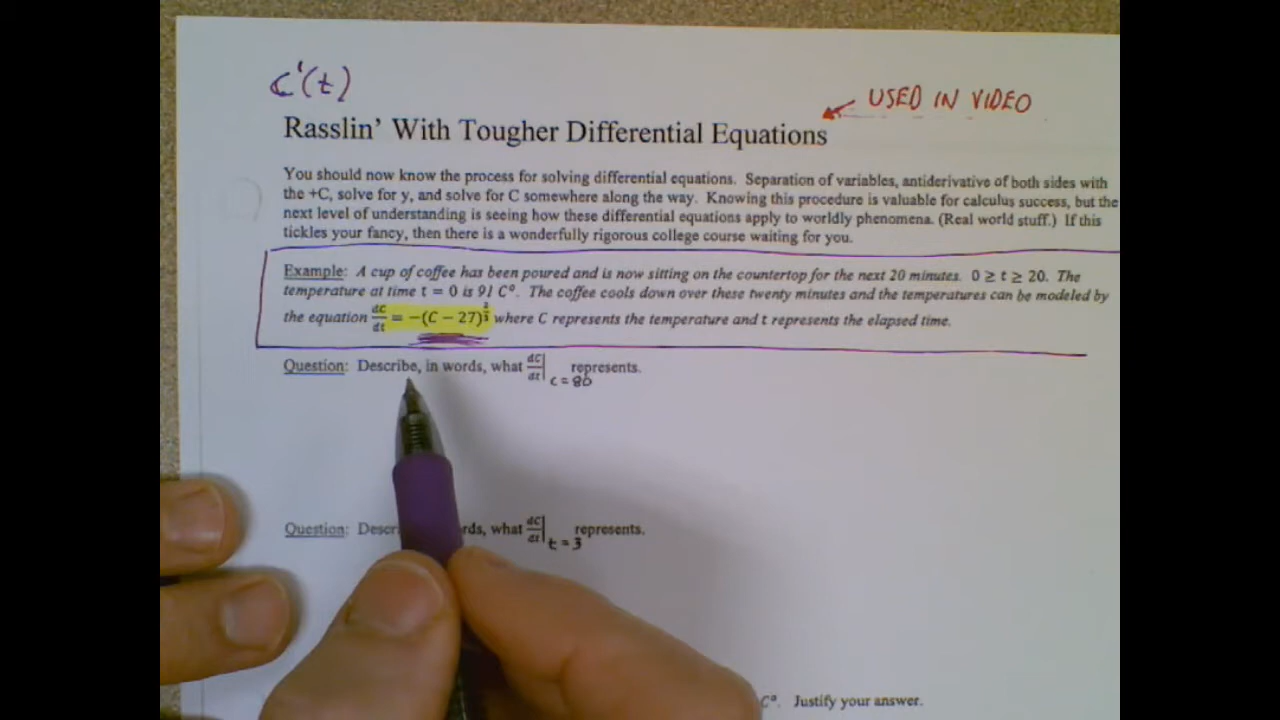 C'(t)
USED IN VIDEO
Rasslin' With Tougher Differential Equations
You should now know the process for solving differential equations. Separation of variables, antiderivative of both sides with
the +C, solve for y, and solve for C somewhere along the way. Knowing this procedure is valuable for calculus success, but the
next level of understanding is seeing how these differential equations apply to worldly phenomena. (Real world stuff.) If this
tickles your fancy, then there is a wonderfully rigorous college course waiting for you.
Example: A cup of coffee has been poured and is now sitting on the countertop for the next 20 minutes. 0 ≥ t ≥ 20. The
temperature at time t = 0 is 91 C°. The coffee cools down over these twenty minutes and the temperatures can be modeled by
the equation dC/dt = −(C − 27)^(2/3) where C represents the temperature and t represents the elapsed time.
Question: Describe, in words, what dC/dt| C = 80 represents.
Question: words, what dC/dt| t = 3 represents.
C°. Justify your answer.